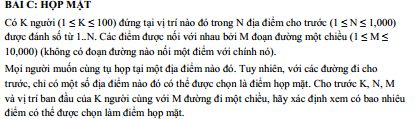 BÀI C: HỌP MẶT
Có K người (1 ≤ K ≤ 100) đứng tại vị trí nào đó trong N địa điểm cho trước (1 ≤ N ≤ 1,000)
được đánh số từ 1..N. Các điểm được nối với nhau bởi M đoạn đường một chiều (1 ≤ M ≤
10,000) (không có đoạn đường nào nối một điểm với chính nó).
Mọi người muốn cùng tụ họp tại một địa điểm nào đó. Tuy nhiên, với các đường đi cho
trước, chỉ có một số địa điểm nào đó có thể được chọn là điểm họp mặt. Cho trước K, N, M
và vị trí ban đầu của K người cùng với M đường đi một chiều, hãy xác định xem có bao nhiêu
điểm có thể được chọn làm điểm họp mặt.